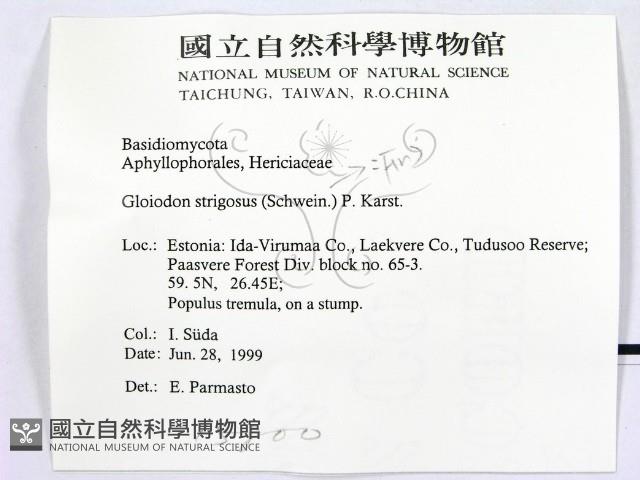 國立自然科學博物館
NATIONAL MUSEUM OF NATURAL SCIENCE
TAICHUNG, TAIWAN, R.O.CHINA
Basidiomycota
Aphyllophorales, Hericiaceae
Gloiodon strigosus (Schwein.) P. Karst.
Loc.: Estonia: Ida-Virumaa Co., Laekvere Co., Tudusoo Reserve;
Paasvere Forest Div. block no. 65-3.
59. 5N, 26.45E;
Populus tremula, on a stump.
Col.: I. Süda
Date: Jun. 28, 1999
Det.: E. Parmasto
國立自然科學博物館
NATIONAL MUSEUM OF NATURAL SCIENCE